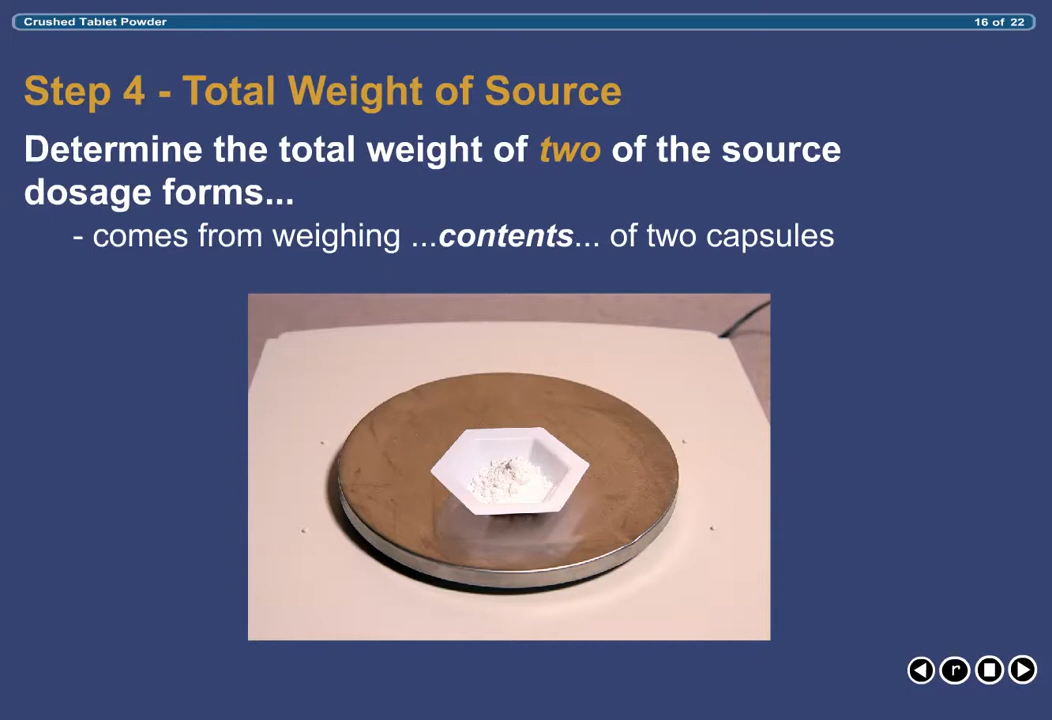 Crushed Tablet Powder
16 of 22
Step 4 - Total Weight of Source
Determine the total weight of two of the source
dosage forms...
- comes from weighing ...contents... of two capsules
r